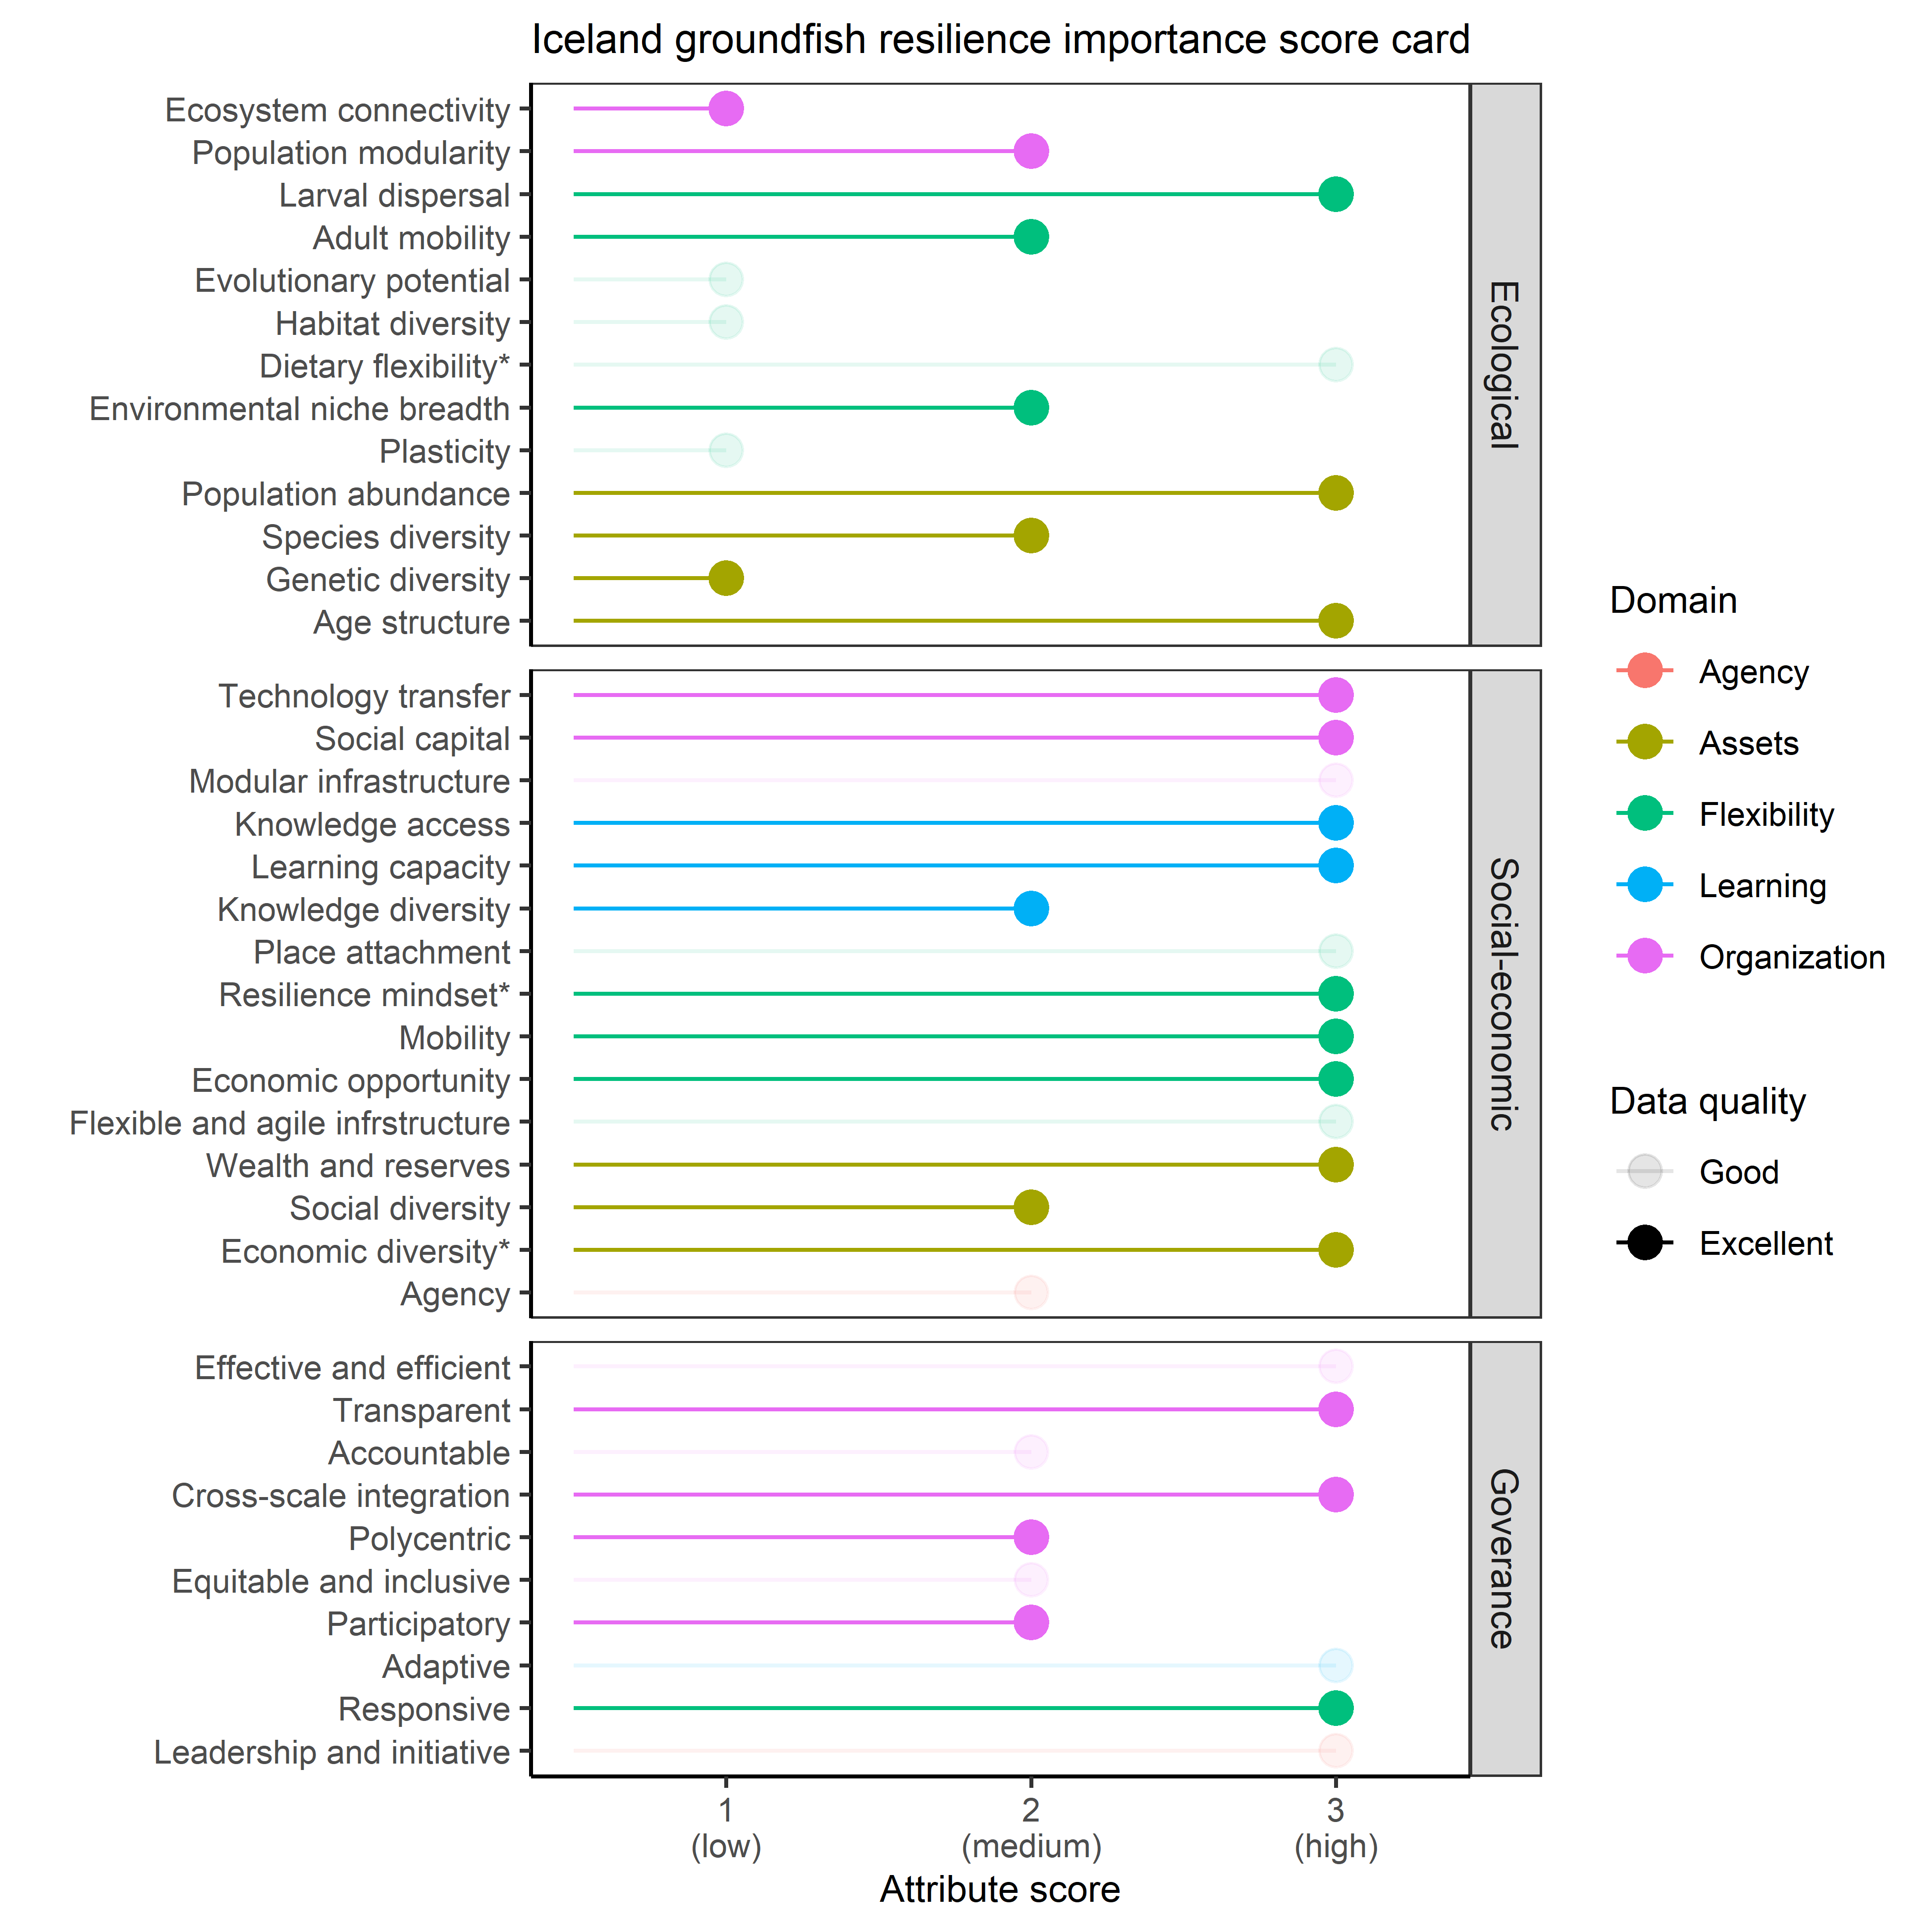 Iceland groundfish resilience importance score card
Ecosystem connectivity
Population modularity
Larval dispersal
Adult mobility
Evolutionary potential
Habitat diversity
Dietary flexibility*
Environmental niche breadth
Plasticity
Population abundance
Species diversity
Genetic diversity
Age structure
Ecological
Technology transfer
Social capital
Modular infrastructure
Knowledge access
Learning capacity
Knowledge diversity
Place attachment
Resilience mindset*
Mobility
Economic opportunity
Flexible and agile infrstructure
Wealth and reserves
Social diversity
Economic diversity*
Agency
Social-economic
Effective and efficient
Transparent
Accountable
Cross-scale integration
Polycentric
Equitable and inclusive
Participatory
Adaptive
Responsive
Leadership and initiative
Governance
1
(low)
2
(medium)
3
(high)
Attribute score
Domain
Agency
Assets
Flexibility
Learning
Organization
Data quality
Good
Excellent